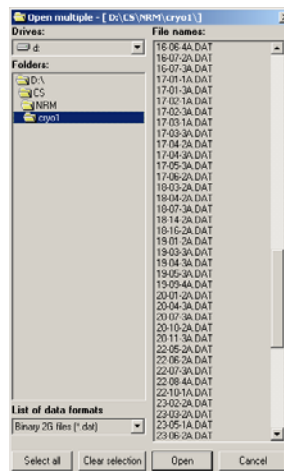 Open multiple - [ D:\CS\NRM\cryo1\]
Drives:
d:
Folders:
D:\
CS
NRM
cryo1
List of data formats
Binary 2G files (*.dat)
File names:
16-06-4A.DAT
16-07-2A.DAT
16-07-3A.DAT
17-01-1A.DAT
17-01-3A.DAT
17-02-1A.DAT
17-02-3A.DAT
17-03-1A.DAT
17-03-3A.DAT
17-04-2A.DAT
17-04-3A.DAT
17-05-3A.DAT
17-06-2A.DAT
18-03-2A.DAT
18-04-2A.DAT
18-07-3A.DAT
18-14-2A.DAT
18-16-2A.DAT
19-01-2A.DAT
19-03-3A.DAT
19-04-3A.DAT
19-05-3A.DAT
19-09-4A.DAT
20-01-2A.DAT
20-04-3A.DAT
20-07-3A.DAT
20-10-2A.DAT
20-11-3A.DAT
22-05-2A.DAT
22-06-2A.DAT
22-07-3A.DAT
22-08-4A.DAT
22-10-1A.DAT
23-02-2A.DAT
23-03-2A.DAT
23-05-1A.DAT
23-06-2A.DAT
Select all
Clear selection
Open
Cancel